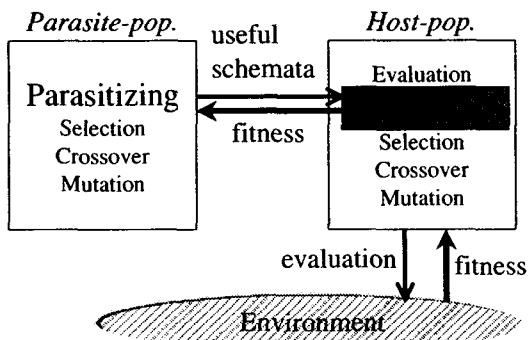 Parasite-pop.
useful
schemata
Host-pop.
Parasitizing
Selection
Crossover
Mutation
fitness
Evaluation
Selection
Crossover
Mutation
evaluation
fitness
Environment